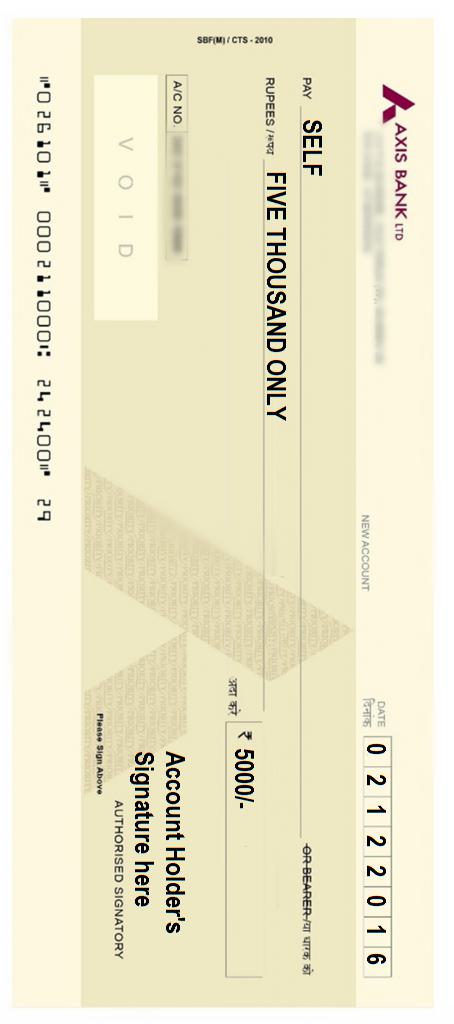 SBF(M) / CTS - 2010
AXIS BANK LTD
NEW ACCOUNT
DATE
दिनांक
0 2 1 2 2 0 1 6
PAY SELF OR BEARER /या धारक को
RUPEES / रूपये FIVE THOUSAND ONLY
अदा करें ₹ 5000/-
A/C NO.
VOID
Account Holder's
Signature here
AUTHORISED SIGNATORY
Please Sign Above
⑈026101⑈ 000211000⑆ 242400⑈ 29